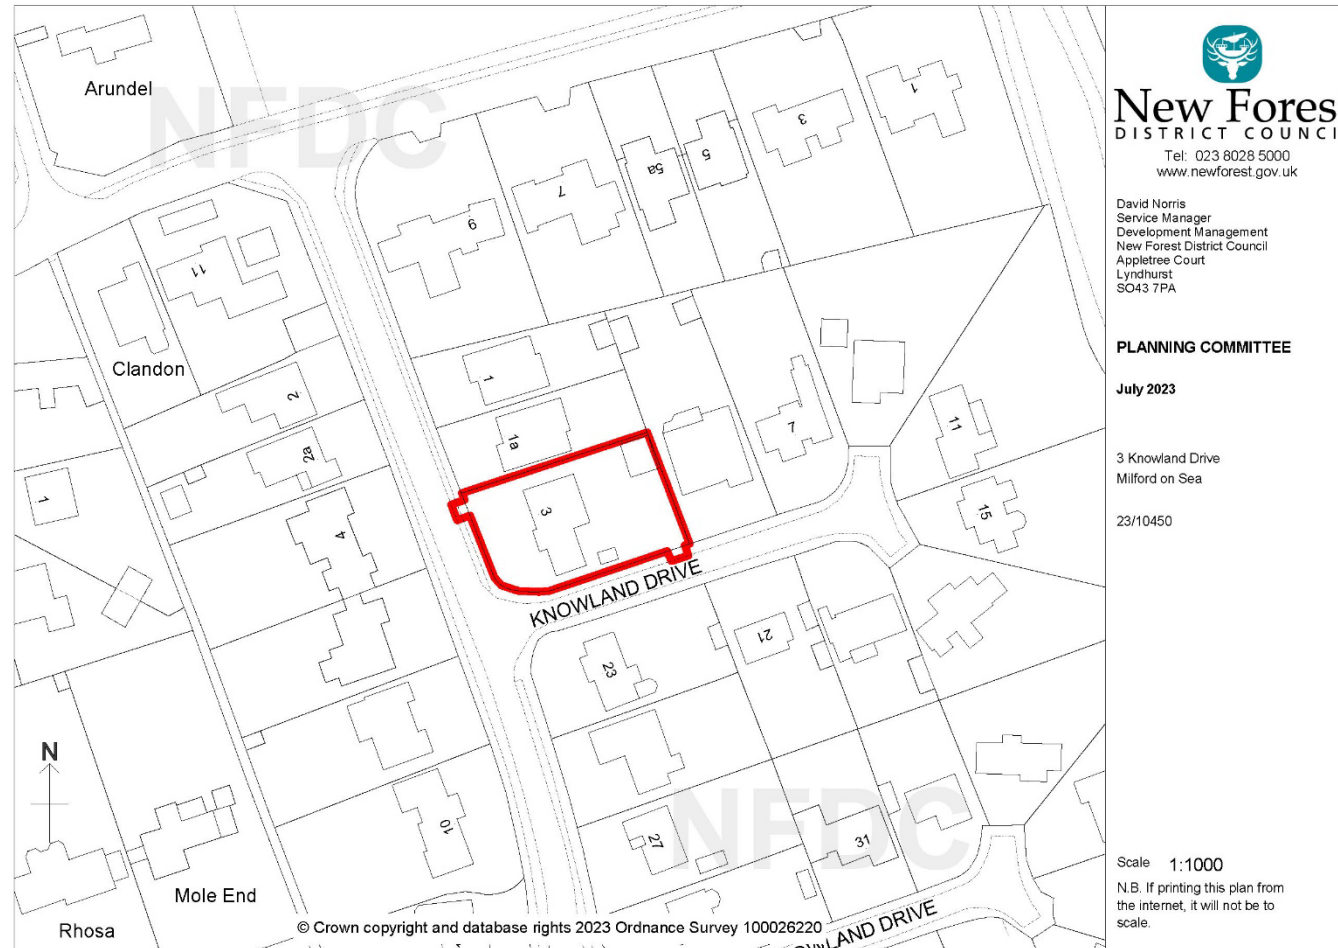 Arundel
NFDC
1
3
5
5a
7
9
11
Clandon
2
2a
1
1
1a
3
7
11
15
4
KNOWLAND DRIVE
23
21
10
27
31
NFDC
N
Mole End
Rhosa
© Crown copyright and database rights 2023 Ordnance Survey 100026220
OWLAND DRIVE
New Fores
DISTRICT COUNCI
Tel: 023 8028 5000
www.newforest.gov.uk
David Norris
Service Manager
Development Management
New Forest District Council
Appletree Court
Lyndhurst
SO43 7PA
PLANNING COMMITTEE
July 2023
3 Knowland Drive
Milford on Sea
23/10450
Scale 1:1000
N.B. If printing this plan from
the internet, it will not be to
scale.